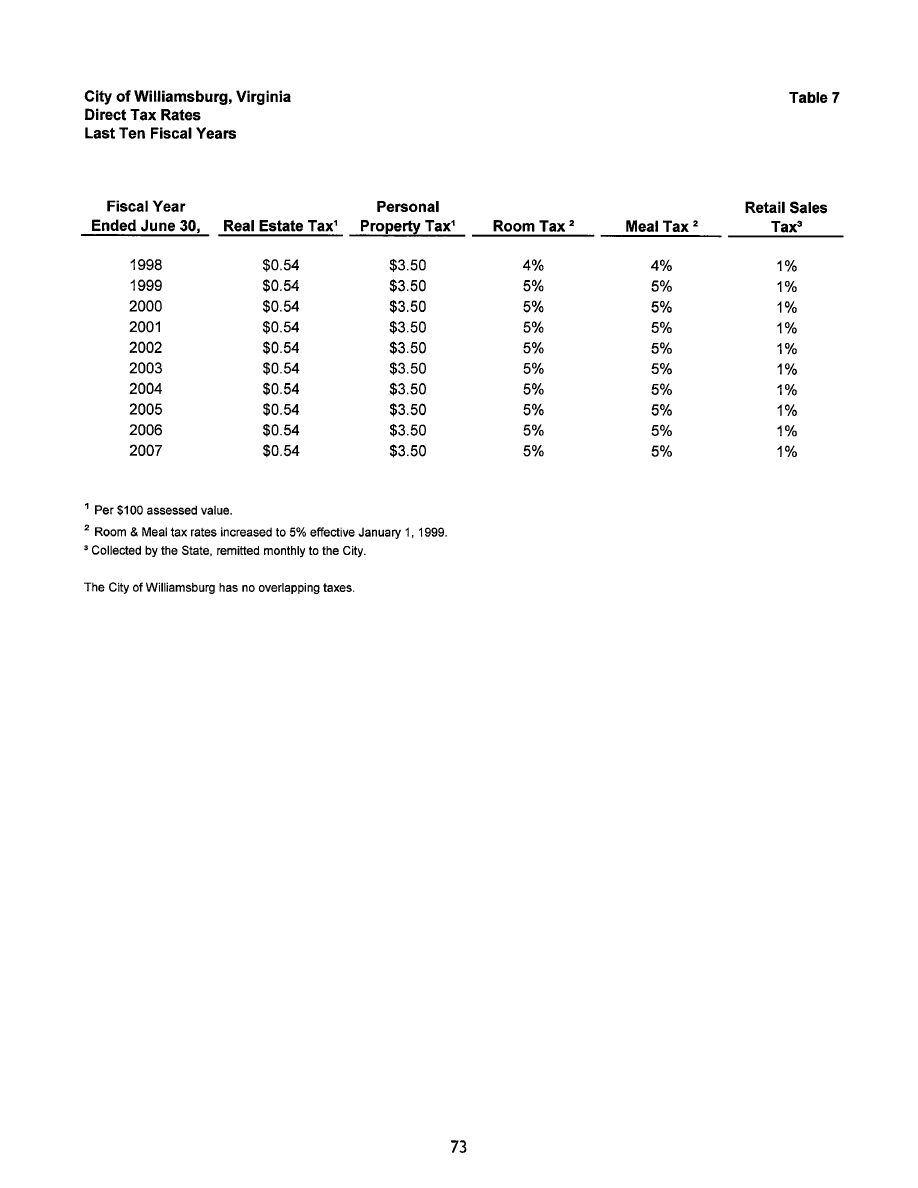 City of Williamsburg, Virginia Table 7
Direct Tax Rates
Last Ten Fiscal Years
Fiscal Year Personal Retail Sales
Ended June 30, Real Estate Tax¹ Property Tax¹ Room Tax ² Meal Tax ² Tax³
1998 $0.54 $3.50 4% 4% 1%
1999 $0.54 $3.50 5% 5% 1%
2000 $0.54 $3.50 5% 5% 1%
2001 $0.54 $3.50 5% 5% 1%
2002 $0.54 $3.50 5% 5% 1%
2003 $0.54 $3.50 5% 5% 1%
2004 $0.54 $3.50 5% 5% 1%
2005 $0.54 $3.50 5% 5% 1%
2006 $0.54 $3.50 5% 5% 1%
2007 $0.54 $3.50 5% 5% 1%
¹ Per $100 assessed value.
² Room & Meal tax rates increased to 5% effective January 1, 1999.
³ Collected by the State, remitted monthly to the City.
The City of Williamsburg has no overlapping taxes.
73